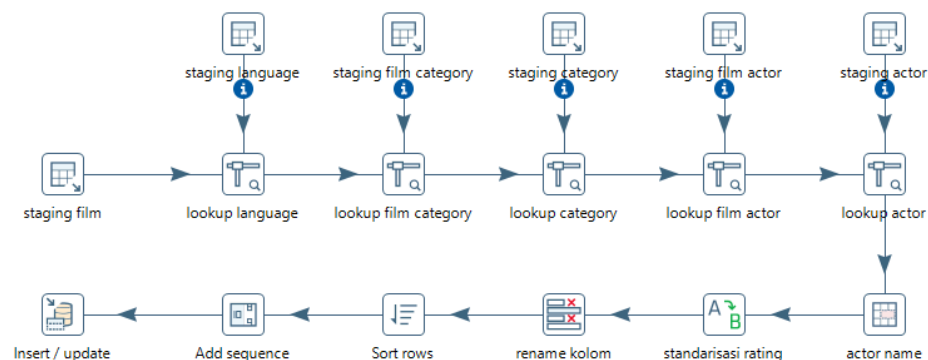 staging language
staging film category
staging category
staging film actor
staging actor
i
i
i
i
i
staging film
lookup language
lookup film category
lookup category
lookup film actor
lookup actor
A
B
Insert / update
Add sequence
Sort rows
rename kolom
standarisasi rating
actor name